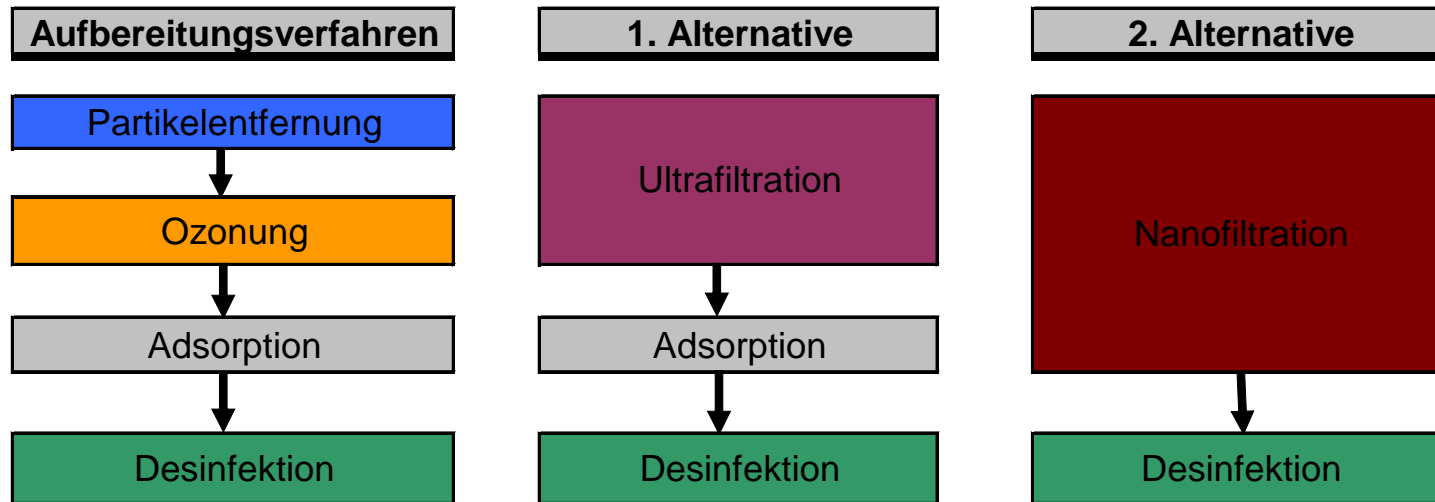 Aufbereitungsverfahren
Partikelentfernung
Ozonung
Adsorption
Desinfektion
1. Alternative
Ultrafiltration
Adsorption
Desinfektion
2. Alternative
Nanofiltration
Desinfektion